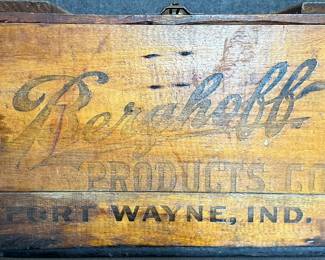 Berghoff
PRODUCTS CO
FORT WAYNE, IND.